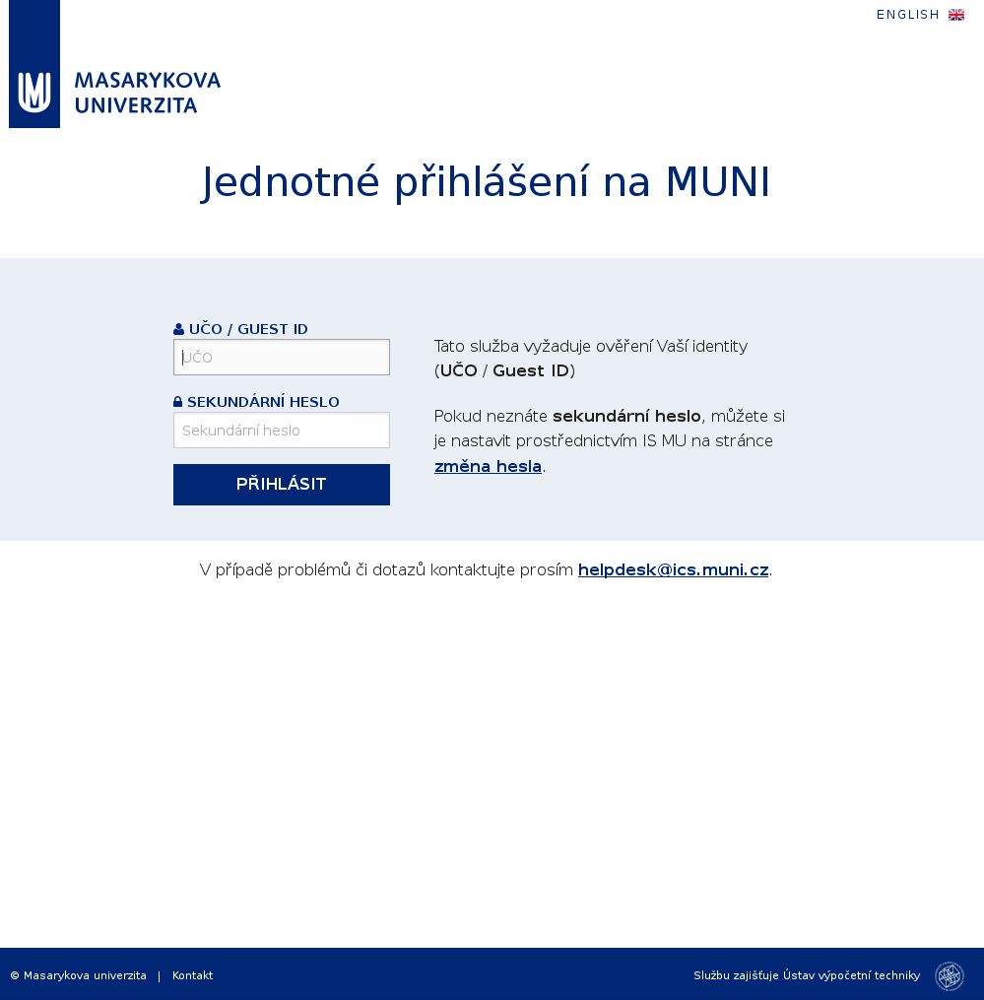 ENGLISH
MASARYKOVA
UNIVERZITA
Jednotné přihlášení na MUNI
UČO / GUEST ID
UČO
SEKUNDÁRNÍ HESLO
Sekundární heslo
PŘIHLÁSIT
Tato služba vyžaduje ověření Vaší identity
(UČO / Guest ID)
Pokud neznáte sekundární heslo, můžete si
je nastavit prostřednictvím IS MU na stránce
změna hesla.
V případě problémů či dotazů kontaktujte prosím helpdesk@ics.muni.cz.
© Masarykova univerzita | Kontakt
Službu zajišťuje Ústav výpočetní techniky